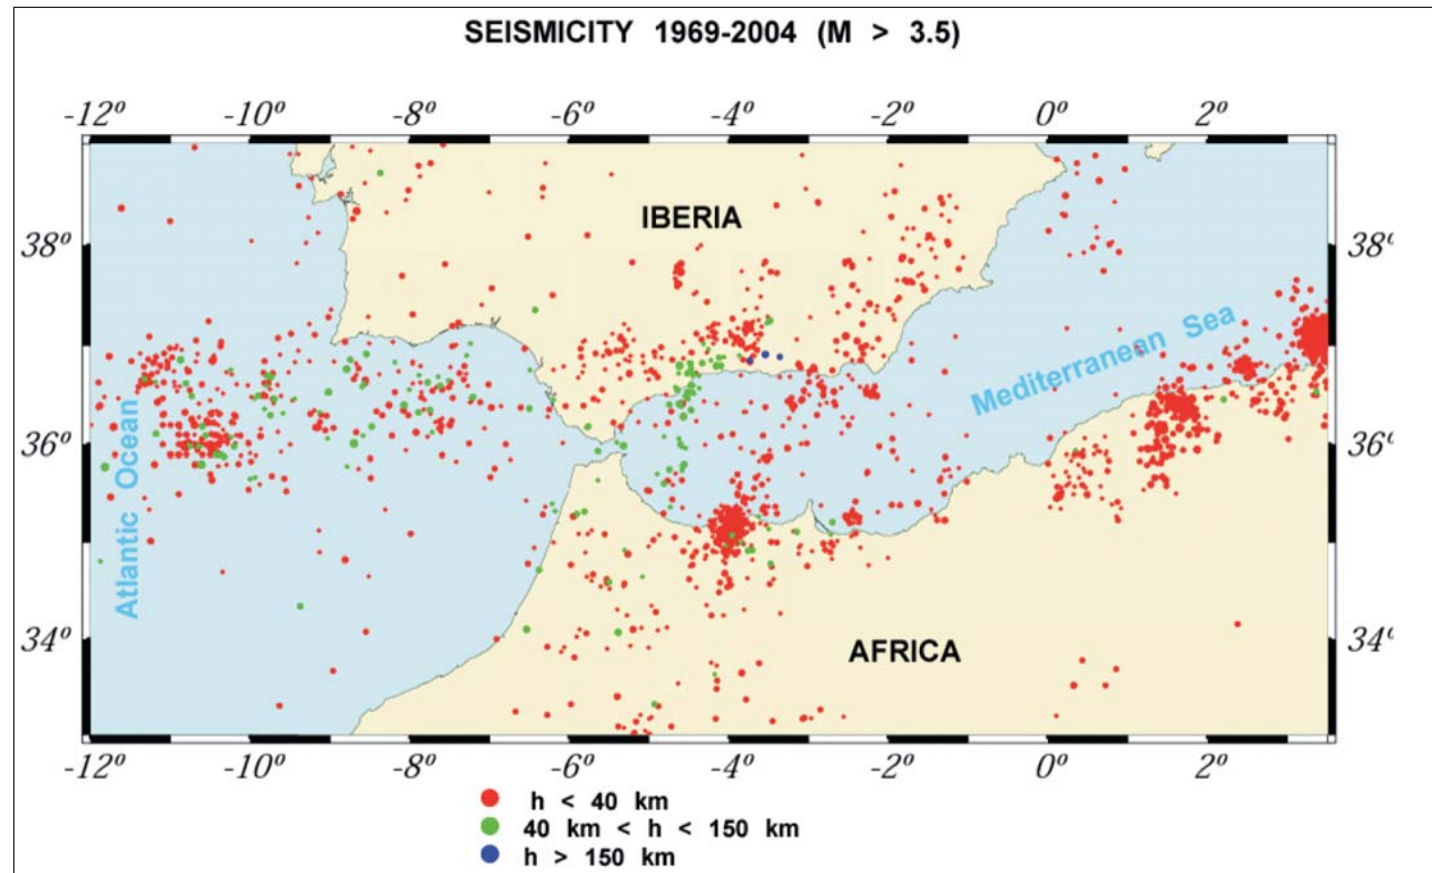 SEISMICITY 1969-2004 (M > 3.5)
-12º -10º -8º -6º -4º -2º 0º 2º
IBERIA
38º 38º
Mediterranean Sea
Atlantic Ocean
36º 36º
34º 34º
AFRICA
-12º -10º -8º -6º -4º -2º 0º 2º
h < 40 km
40 km < h < 150 km
h > 150 km